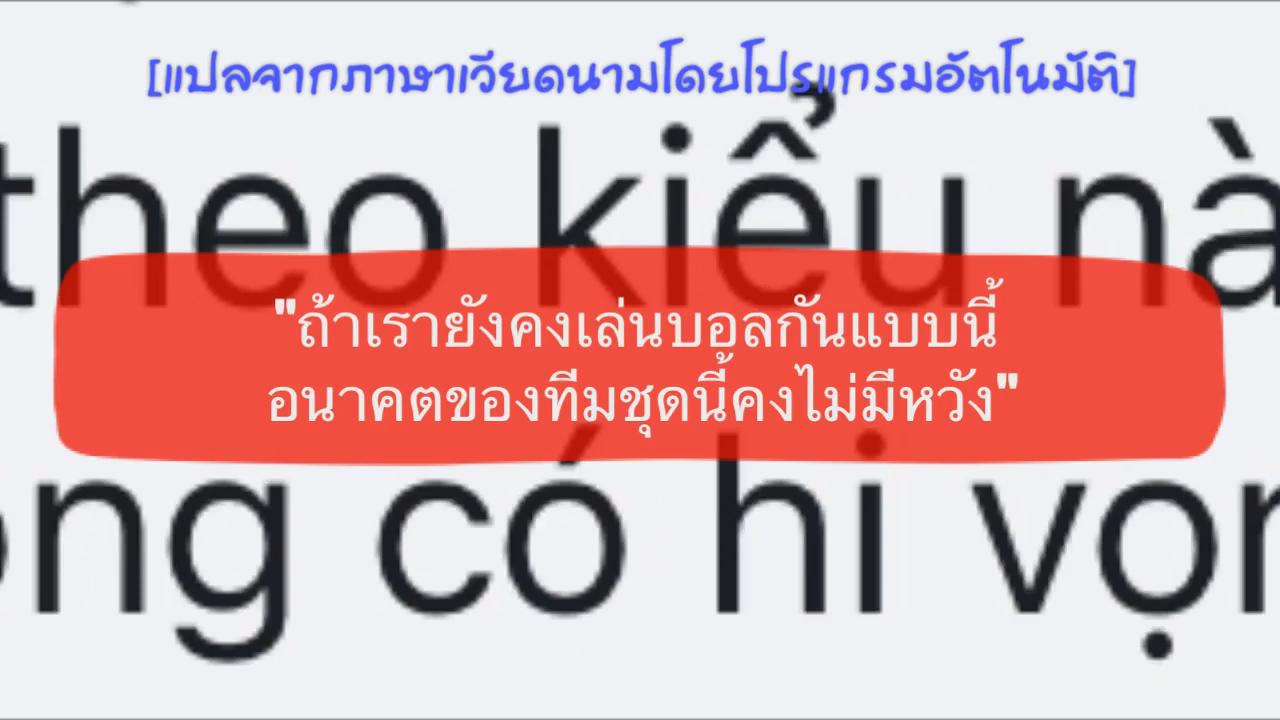 [แปลจากภาษาเวียดนามโดยโปรแกรมอัตโนมัติ]
theo kiểu
"ถ้าเรายังคงเล่นบอลกันแบบนี้
อนาคตของทีมชุดนี้คงไม่มีหวัง"
có hi